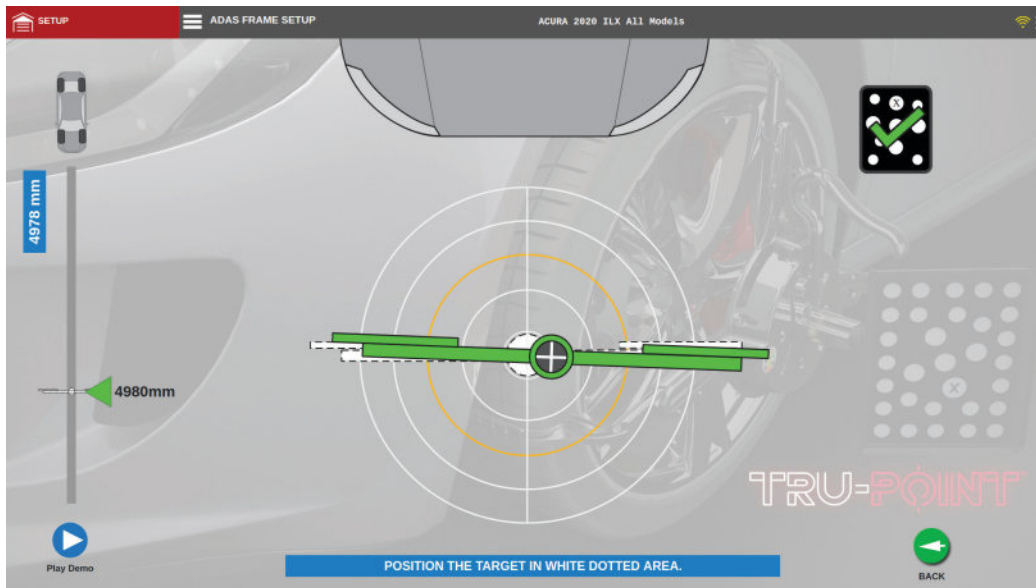 SETUP
ADAS FRAME SETUP
ACURA 2020 ILX All Models
X
4978 mm
4980mm
X
TRU-POINT
Play Demo
POSITION THE TARGET IN WHITE DOTTED AREA.
BACK